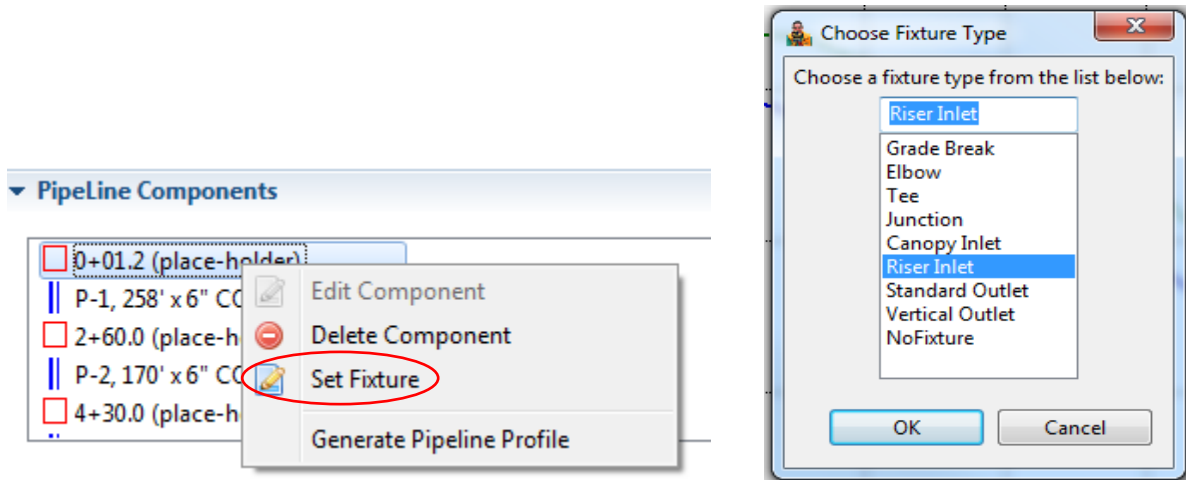 PipeLine Components
0+01.2 (place-holder)
P-1, 258' x 6" CO
2+60.0 (place-h
P-2, 170' x 6" CO
4+30.0 (place-h
Edit Component
Delete Component
Set Fixture
Generate Pipeline Profile
Choose Fixture Type
Choose a fixture type from the list below:
Riser Inlet
Grade Break
Elbow
Tee
Junction
Canopy Inlet
Riser Inlet
Standard Outlet
Vertical Outlet
NoFixture
OK
Cancel